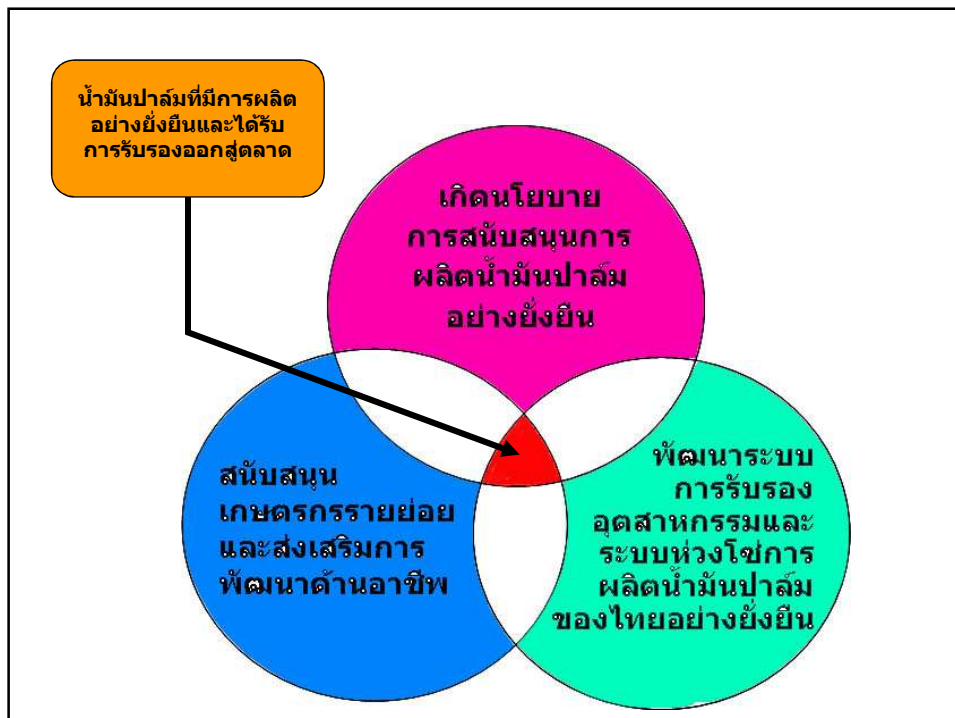 น้ำมันปาล์มที่มีการผลิต
อย่างยั่งยืนและได้รับ
การรับรองออกสู่ตลาด
เกิดนโยบาย
การสนับสนุนการ
ผลิตน้ำมันปาล์ม
อย่างยั่งยืน
สนับสนุน
เกษตรกรรายย่อย
และส่งเสริมการ
พัฒนาด้านอาชีพ
พัฒนาระบบ
การรับรอง
อุตสาหกรรมและ
ระบบห่วงโซ่การ
ผลิตน้ำมันปาล์ม
ของไทยอย่างยั่งยืน